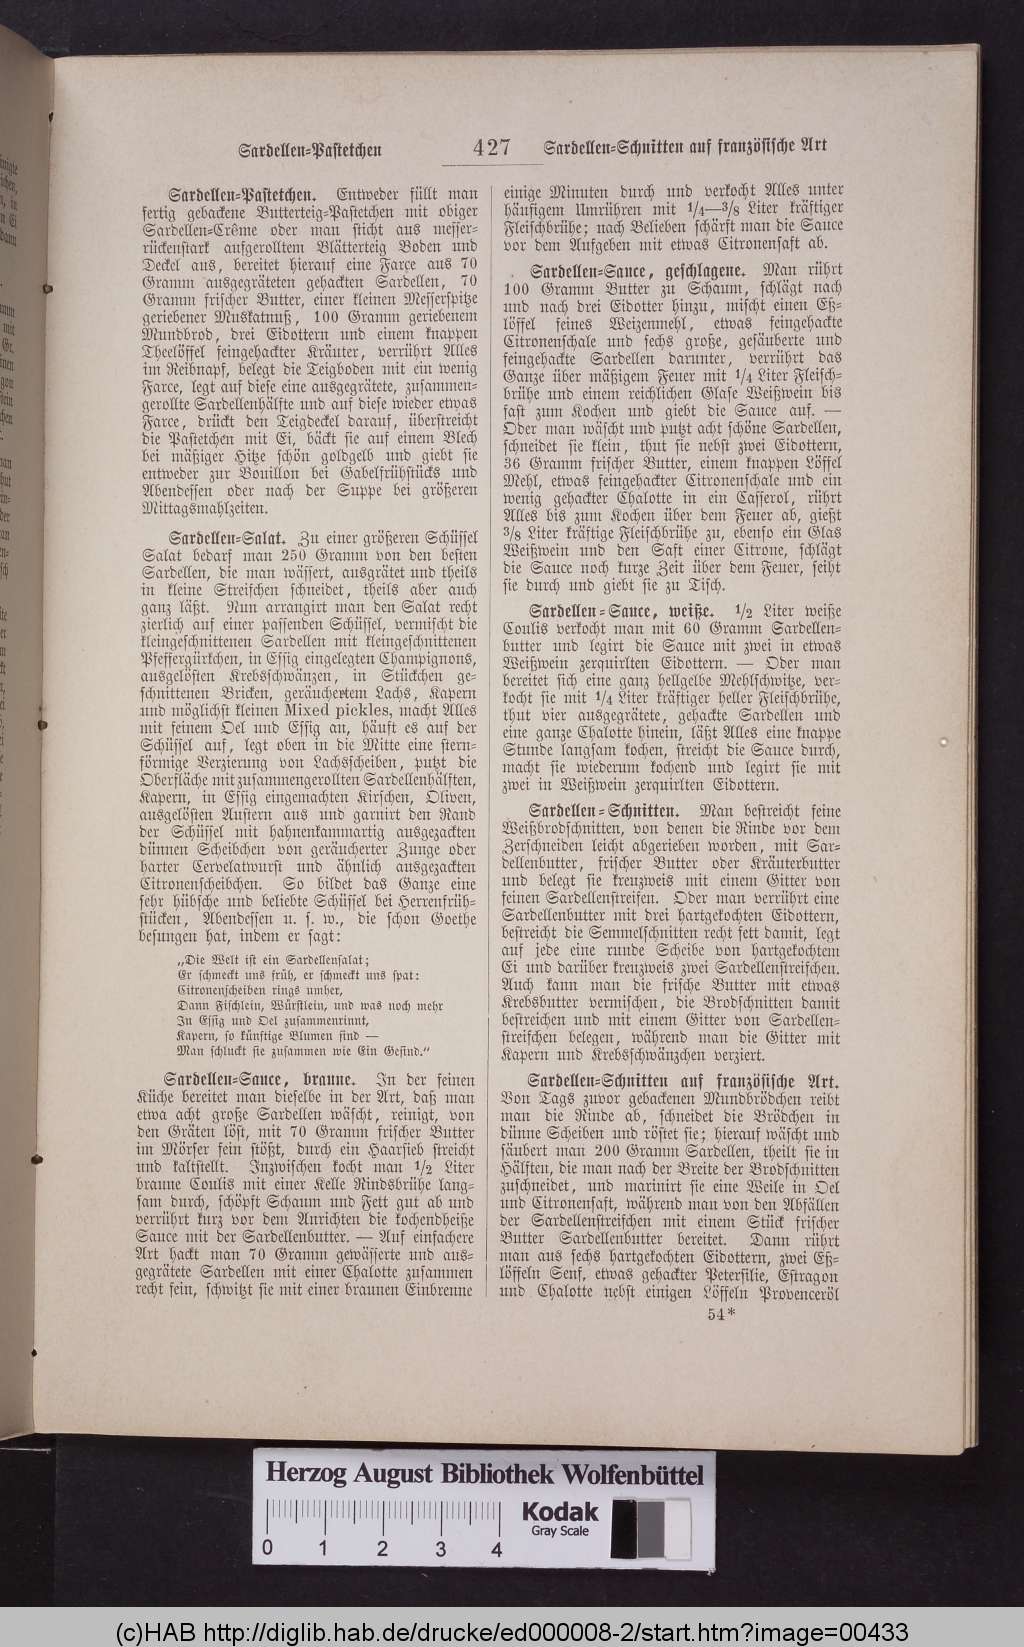 Sardellen-Pastetchen 427 Sardellen-Schnitten auf französische Art
Sardellen-Pastetchen. Entweder füllt man
fertig gebackene Butterteig-Pastetchen mit obiger
Sardellen-Crême oder man sticht aus messer-
rückenstark aufgerolltem Blätterteig Boden und
Deckel aus, bereitet hierauf eine Farçe aus 70
Gramm ausgegräteten gehackten Sardellen, 70
Gramm frischer Butter, einer kleinen Messerspitze
geriebener Muskatnuß, 100 Gramm geriebenem
Mundbrod, drei Eidottern und einem knappen
Theelöffel feingehackter Kräuter, verrührt Alles
im Reibnapf, belegt die Teigboden mit ein wenig
Farce, legt auf diese eine ausgegrätete, zusammen-
gerollte Sardellenhälfte und auf diese wieder etwas
Farce, drückt den Teigdeckel darauf, überstreicht
die Pastetchen mit Ei, bäckt sie auf einem Blech
bei mäßiger Hitze schön goldgelb und giebt sie
entweder zur Bouillon bei Gabelfrühstücks und
Abendessen oder nach der Suppe bei größeren
Mittagsmahlzeiten.
Sardellen-Salat. Zu einer größeren Schüssel
Salat bedarf man 250 Gramm von den besten
Sardellen, die man wässert, ausgrätet und theils
in kleine Streifchen schneidet, theils aber auch
ganz läßt. Nun arrangirt man den Salat recht
zierlich auf einer passenden Schüssel, vermischt die
kleingeschnittenen Sardellen mit kleingeschnittenen
Pfeffergürkchen, in Essig eingelegten Champignons,
ausgelösten Krebsschwänzen, in Stückchen ge-
schnittenen Bricken, geräuchertem Lachs, Kapern
und möglichst kleinen Mixed pickles, macht Alles
mit feinem Oel und Essig an, häuft es auf der
Schüssel auf, legt oben in die Mitte eine stern-
förmige Verzierung von Lachsscheiben, putzt die
Oberfläche mit zusammengerollten Sardellenhälften,
Kapern, in Essig eingemachten Kirschen, Oliven,
ausgelösten Austern aus und garnirt den Rand
der Schüssel mit hahnenkammartig ausgezackten
dünnen Scheibchen von geräucherter Zunge oder
harter Cervelatwurst und ähnlich ausgezackten
Citronenscheibchen. So bildet das Ganze eine
sehr hübsche und beliebte Schüssel bei Herrenfrüh-
stücken, Abendessen u. s. w., die schon Goethe
besungen hat, indem er sagt:
„Die Welt ist ein Sardellensalat;
Er schmeckt uns früh, er schmeckt uns spat:
Citronenscheiben rings umher,
Dann Fischlein, Würstlein, und was noch mehr
In Essig und Oel zusammenrinnt,
Kapern, so künftige Blumen sind —
Man schluckt sie zusammen wie Ein Gesind.“
Sardellen-Sauce, braune. In der feinen
Küche bereitet man dieselbe in der Art, daß man
etwa acht große Sardellen wäscht, reinigt, von
den Gräten löst, mit 70 Gramm frischer Butter
im Mörser fein stößt, durch ein Haarsieb streicht
und kaltstellt. Inzwischen kocht man 1/2 Liter
braune Coulis mit einer Kelle Rindsbrühe lang-
sam durch, schöpft Schaum und Fett gut ab und
verrührt kurz vor dem Anrichten die kochendheiße
Sauce mit der Sardellenbutter. — Auf einfachere
Art hackt man 70 Gramm gewässerte und aus-
gegrätete Sardellen mit einer Chalotte zusammen
recht fein, schwitzt sie mit einer braunen Einbrenne
einige Minuten durch und verkocht Alles unter
häufigem Umrühren mit 1/4—3/8 Liter kräftiger
Fleischbrühe; nach Belieben schärft man die Sauce
vor dem Aufgeben mit etwas Citronensaft ab.
Sardellen-Sauce, geschlagene. Man rührt
100 Gramm Butter zu Schaum, schlägt nach
und nach drei Eidotter hinzu, mischt einen Eß-
löffel feines Weizenmehl, etwas feingehackte
Citronenschale und sechs große, gesäuberte und
feingehackte Sardellen darunter, verrührt das
Ganze über mäßigem Feuer mit 1/4 Liter Fleisch-
brühe und einem reichlichen Glase Weißwein bis
fast zum Kochen und giebt die Sauce auf. —
Oder man wäscht und putzt acht schöne Sardellen,
schneidet sie klein, thut sie nebst zwei Eidottern,
36 Gramm frischer Butter, einem knappen Löffel
Mehl, etwas feingehackter Citronenschale und ein
wenig gehackter Chalotte in ein Casserol, rührt
Alles bis zum Kochen über dem Feuer ab, gießt
3/8 Liter kräftige Fleischbrühe zu, ebenso ein Glas
Weißwein und den Saft einer Citrone, schlägt
die Sauce noch kurze Zeit über dem Feuer, seiht
sie durch und giebt sie zu Tisch.
Sardellen-Sauce, weiße. 1/2 Liter weiße
Coulis verkocht man mit 60 Gramm Sardellen-
butter und legirt die Sauce mit zwei in etwas
Weißwein zerquirlten Eidottern. — Oder man
bereitet sich eine ganz hellgelbe Mehlschwitze, ver-
kocht sie mit 1/4 Liter kräftiger heller Fleischbrühe,
thut vier ausgegrätete, gehackte Sardellen und
eine ganze Chalotte hinein, läßt Alles eine knappe
Stunde langsam kochen, streicht die Sauce durch,
macht sie wiederum kochend und legirt sie mit
zwei in Weißwein zerquirlten Eidottern.
Sardellen-Schnitten. Man bestreicht feine
Weißbrodschnitten, von denen die Rinde vor dem
Zerschneiden leicht abgerieben worden, mit Sar-
dellenbutter, frischer Butter oder Kräuterbutter
und belegt sie kreuzweis mit einem Gitter von
feinen Sardellenstreifen. Oder man verrührt eine
Sardellenbutter mit drei hartgekochten Eidottern,
bestreicht die Semmelschnitten recht fett damit, legt
auf jede eine runde Scheibe von hartgekochtem
Ei und darüber kreuzweis zwei Sardellenstreifchen.
Auch kann man die frische Butter mit etwas
Krebsbutter vermischen, die Brodschnitten damit
bestreichen und mit einem Gitter von Sardellen-
streifchen belegen, während man die Gitter mit
Kapern und Krebsschwänzchen verziert.
Sardellen-Schnitten auf französische Art.
Von Tags zuvor gebackenen Mundbrödchen reibt
man die Rinde ab, schneidet die Brödchen in
dünne Scheiben und röstet sie; hierauf wäscht und
säubert man 200 Gramm Sardellen, theilt sie in
Hälften, die man nach der Breite der Brodschnitten
zuschneidet, und marinirt sie eine Weile in Oel
und Citronensaft, während man von den Abfällen
der Sardellenstreifchen mit einem Stück frischer
Butter Sardellenbutter bereitet. Dann rührt
man aus sechs hartgekochten Eidottern, zwei Eß-
löffeln Senf, etwas gehackter Petersilie, Estragon
und Chalotte nebst einigen Löffeln Provenceröl
54*
Herzog August Bibliothek Wolfenbüttel
Kodak
Gray Scale
0 1 2 3 4
(c)HAB http://diglib.hab.de/drucke/ed000008-2/start.htm?image=00433